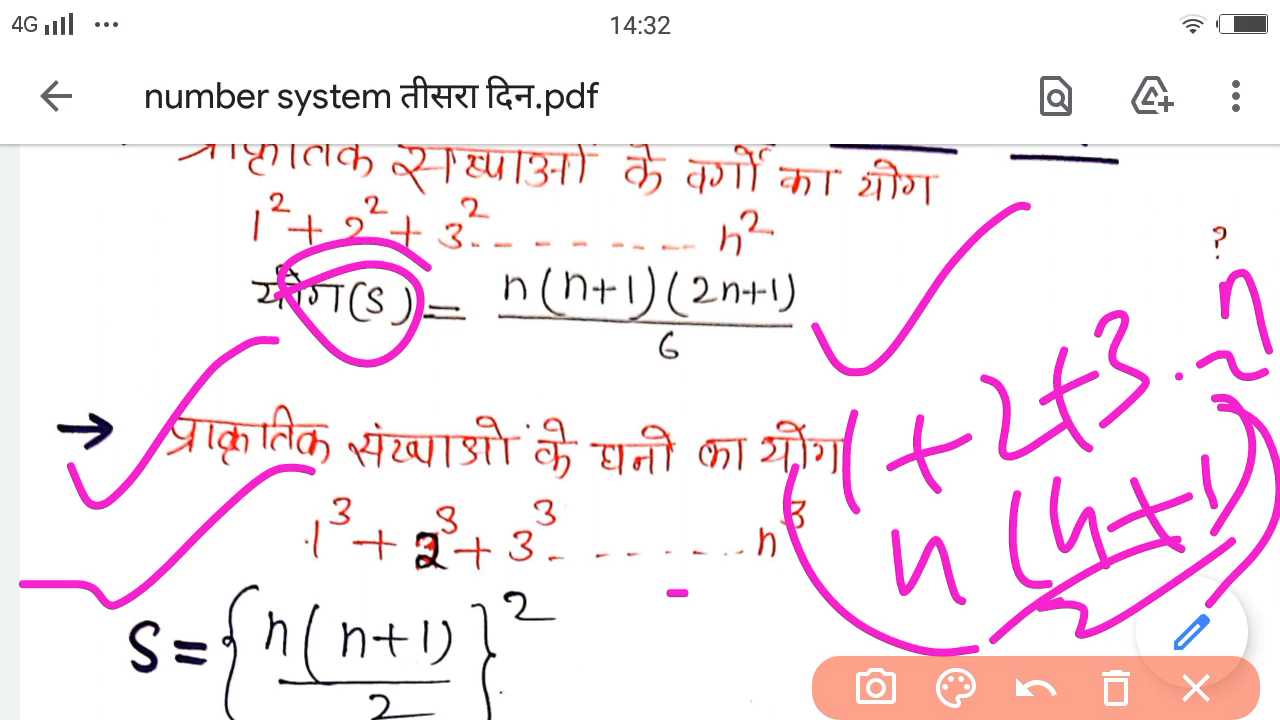 4G 14:32
number system तीसरा दिन.pdf
प्राकृतिक संख्याओं के वर्गों का योग
1² + 2² + 3² - - - - - - - - n²
योग(S) = n(n+1)(2n+1)/6
?
1 + 2 + 3 . . n
n(n+1)/2
→ प्राकृतिक संख्याओं के घनों का योग
1³ + 2³ + 3³ - - - - - - - n³
S = {n(n+1)/2}²